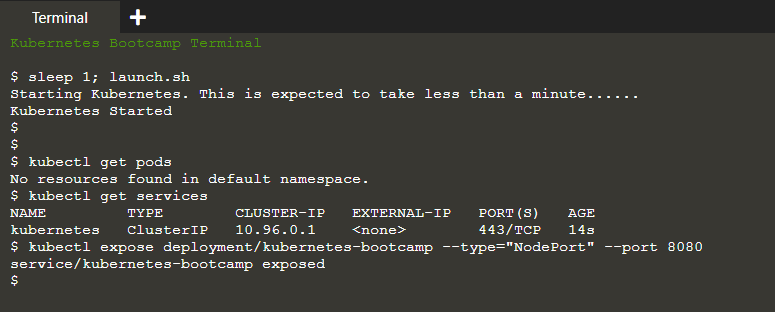 Terminal +
Kubernetes Bootcamp Terminal
$ sleep 1; launch.sh
Starting Kubernetes. This is expected to take less than a minute......
Kubernetes Started
$
$
$ kubectl get pods
No resources found in default namespace.
$ kubectl get services
NAME TYPE CLUSTER-IP EXTERNAL-IP PORT(S) AGE
kubernetes ClusterIP 10.96.0.1 <none> 443/TCP 14s
$ kubectl expose deployment/kubernetes-bootcamp --type="NodePort" --port 8080
service/kubernetes-bootcamp exposed
$